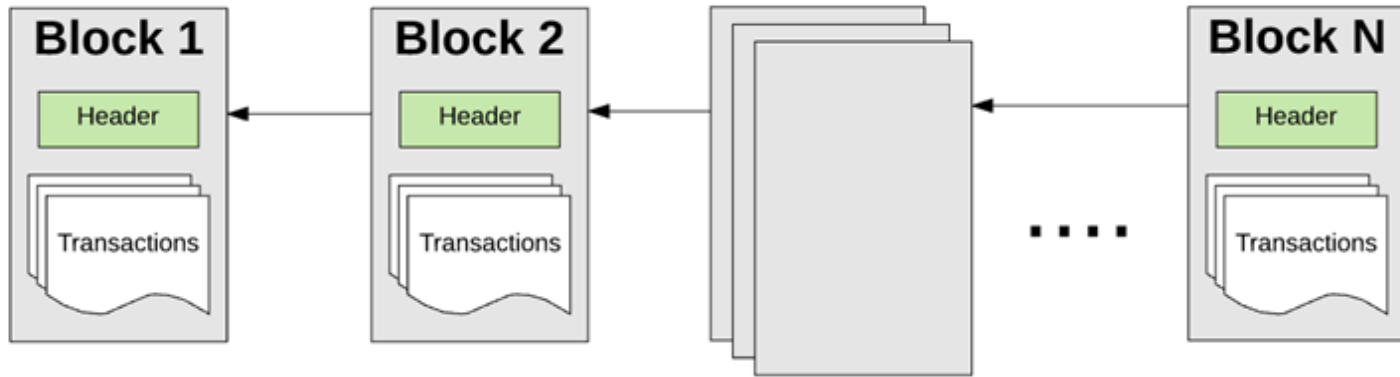 Block 1
Header
Transactions
Block 2
Header
Transactions
....
Block N
Header
Transactions